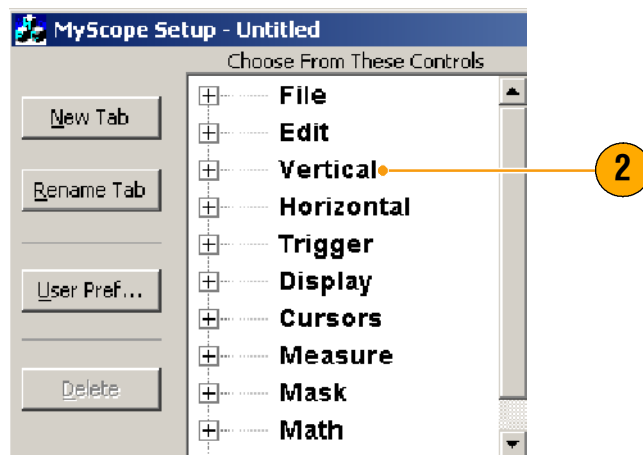 MyScope Setup - Untitled
Choose From These Controls
New Tab
Rename Tab
User Pref...
Delete
File
Edit
Vertical
Horizontal
Trigger
Display
Cursors
Measure
Mask
Math
2